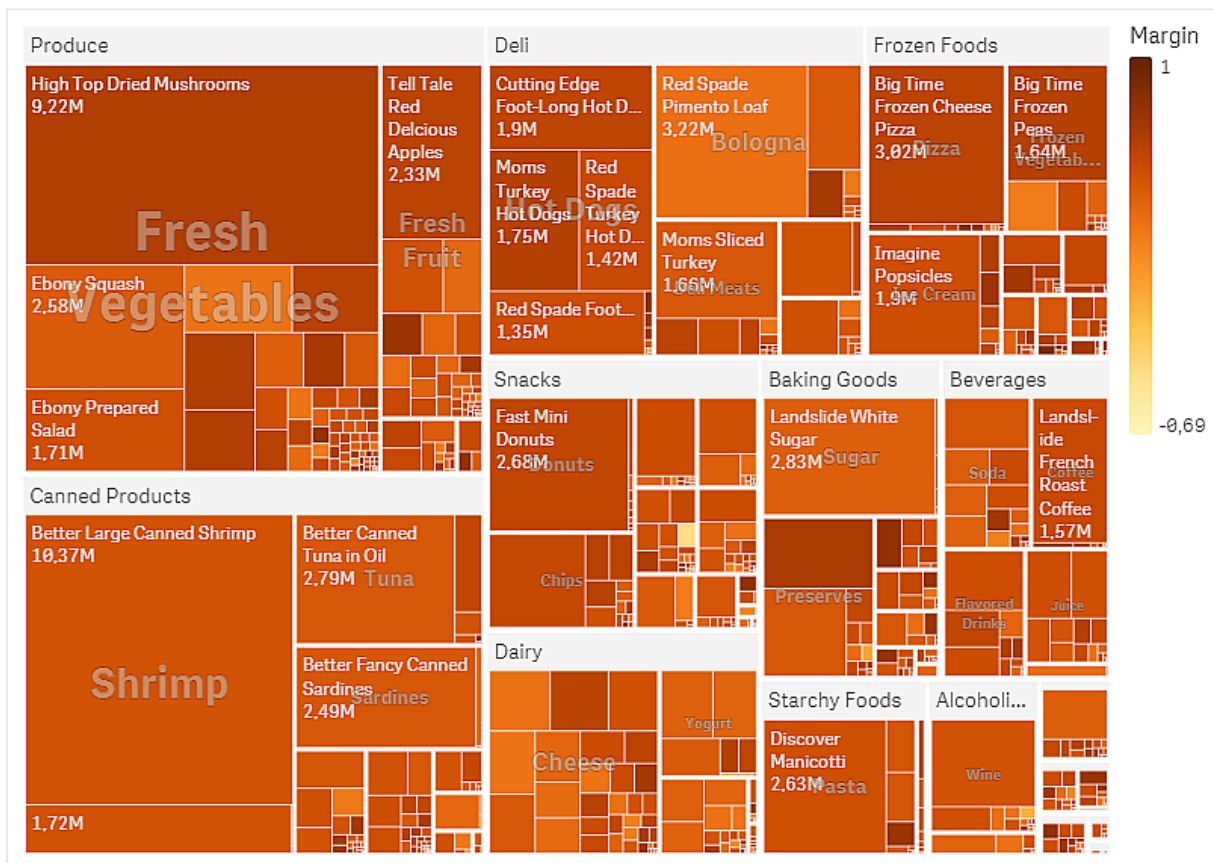 Produce
High Top Dried Mushrooms
9,22M
Tell Tale
Red
Delcious
Apples
2,33M
Fresh
Vegetables
Fresh
Fruit
Ebony Squash
2,58M
Ebony Prepared
Salad
1,71M
Deli
Cutting Edge
Foot-Long Hot D...
1,9M
Moms
Turkey
Hot Dogs
1,75M
Red
Spade
Turkey
Hot D...
1,42M
Hot Dogs
Red Spade Foot...
1,35M
Red Spade
Pimento Loaf
3,22M
Bologna
Moms Sliced
Turkey
1,66M
Deli Meats
Frozen Foods
Big Time
Frozen Cheese
Pizza
3,02M
Pizza
Big Time
Frozen
Peas
1,64M
Frozen
Vegetab...
Imagine
Popsicles
1,9M
Ice Cream
Margin
1
-0,69
Canned Products
Better Large Canned Shrimp
10,37M
Shrimp
1,72M
Better Canned
Tuna in Oil
2,79M
Tuna
Better Fancy Canned
Sardines
2,49M
Sardines
Snacks
Fast Mini
Donuts
2,68M
Donuts
Chips
Baking Goods
Landslide White
Sugar
2,83M
Sugar
Preserves
Beverages
Soda
Landsl-
ide
French
Roast
Coffee
1,57M
Coffee
Flavored
Drinks
Juice
Dairy
Cheese
Yogurt
Starchy Foods
Discover
Manicotti
2,63M
Pasta
Alcoholi...
Wine